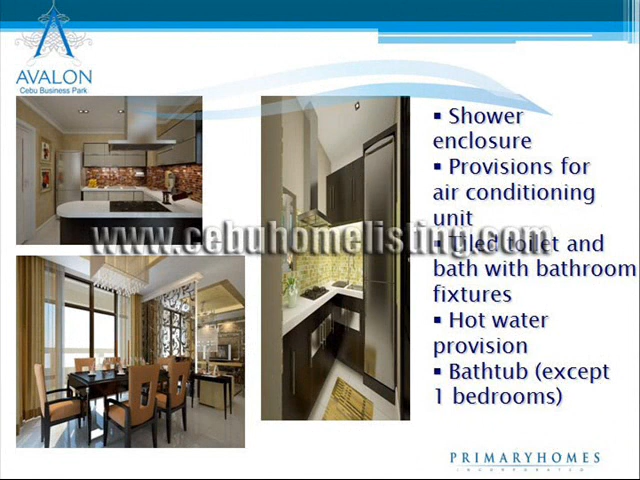 AVALON
Cebu Business Park
▪ Shower
enclosure
▪ Provisions for
air conditioning
unit
www.cebuhomelisting.com
▪ Tiled toilet and
bath with bathroom
fixtures
▪ Hot water
provision
▪ Bathtub (except
1 bedrooms)
PRIMARYHOMES
INCORPORATED